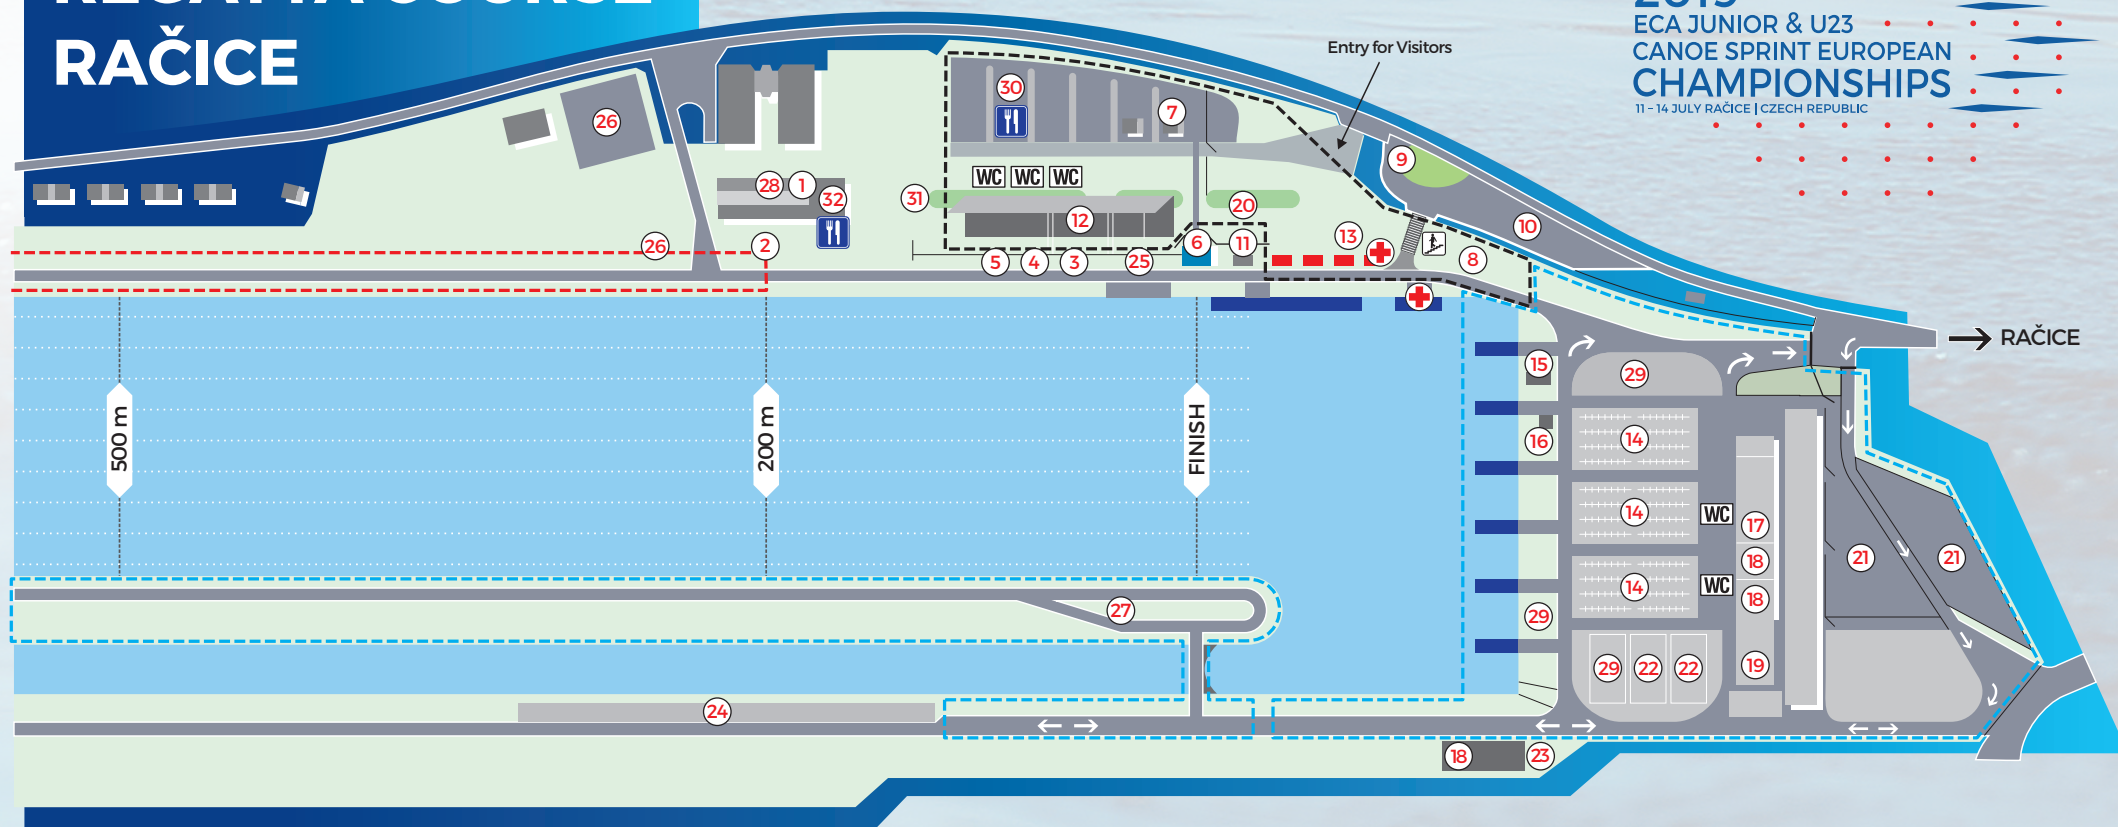 REGATTA COURSE
RAČICE
2019
ECA JUNIOR & U23
CANOE SPRINT EUROPEAN
CHAMPIONSHIPS
11 – 14 JULY RAČICE | CZECH REPUBLIC
Entry for Visitors
30
7
26
9
WC WC WC
28 1
32
31
12
20
10
26
2
6
11
13
8
5 4 3 25
RAČICE
500 m
200 m
FINISH
15
29
16
14
14
WC
17
21
21
18
14
WC
18
27
29
29 22 22
19
24
18
23